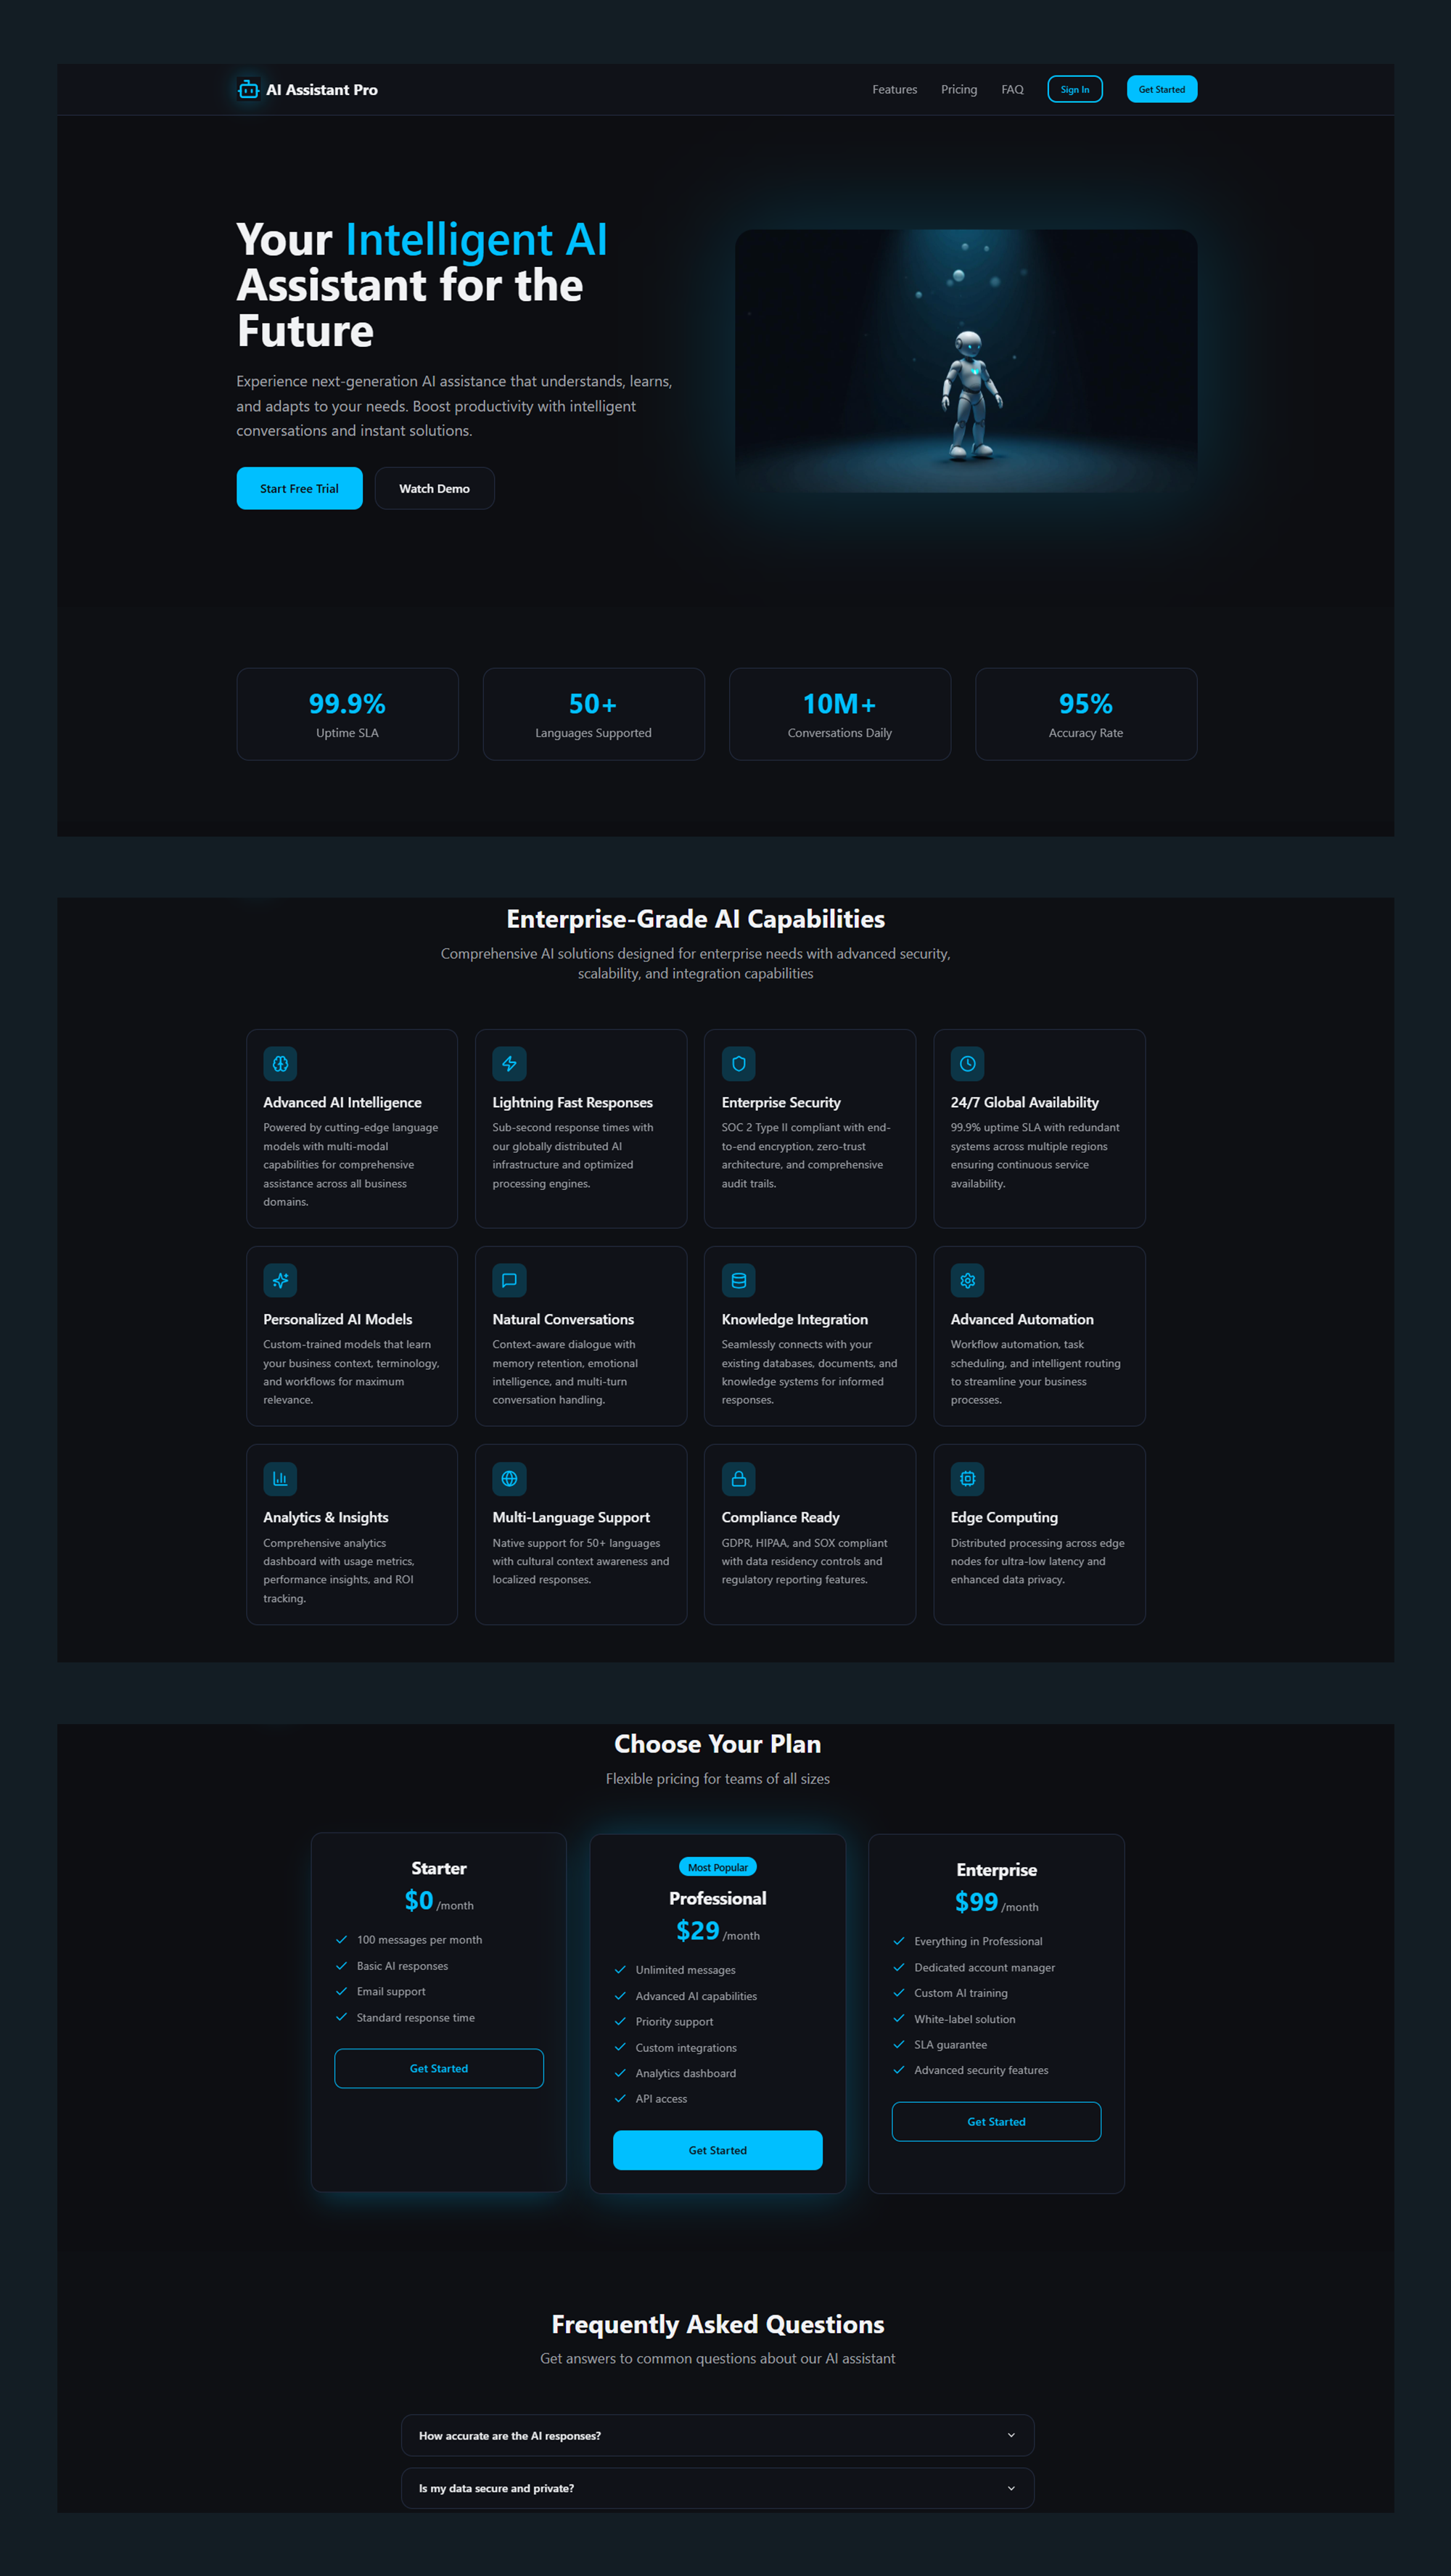 AI Assistant Pro
Features
Pricing
FAQ
Sign In
Get Started
Your Intelligent AI
Assistant for the
Future
Experience next-generation AI assistance that understands, learns,
and adapts to your needs. Boost productivity with intelligent
conversations and instant solutions.
Start Free Trial
Watch Demo
99.9%
Uptime SLA
50+
Languages Supported
10M+
Conversations Daily
95%
Accuracy Rate
Enterprise-Grade AI Capabilities
Comprehensive AI solutions designed for enterprise needs with advanced security,
scalability, and integration capabilities
Advanced AI Intelligence
Powered by cutting-edge language
models with multi-modal
capabilities for comprehensive
assistance across all business
domains.
Lightning Fast Responses
Sub-second response times with
our globally distributed AI
infrastructure and optimized
processing engines.
Enterprise Security
SOC 2 Type II compliant with end-
to-end encryption, zero-trust
architecture, and comprehensive
audit trails.
24/7 Global Availability
99.9% uptime SLA with redundant
systems across multiple regions
ensuring continuous service
availability.
Personalized AI Models
Custom-trained models that learn
your business context, terminology,
and workflows for maximum
relevance.
Natural Conversations
Context-aware dialogue with
memory retention, emotional
intelligence, and multi-turn
conversation handling.
Knowledge Integration
Seamlessly connects with your
existing databases, documents, and
knowledge systems for informed
responses.
Advanced Automation
Workflow automation, task
scheduling, and intelligent routing
to streamline your business
processes.
Analytics & Insights
Comprehensive analytics
dashboard with usage metrics,
performance insights, and ROI
tracking.
Multi-Language Support
Native support for 50+ languages
with cultural context awareness and
localized responses.
Compliance Ready
GDPR, HIPAA, and SOX compliant
with data residency controls and
regulatory reporting features.
Edge Computing
Distributed processing across edge
nodes for ultra-low latency and
enhanced data privacy.
Choose Your Plan
Flexible pricing for teams of all sizes
Starter
$0 /month
100 messages per month
Basic AI responses
Email support
Standard response time
Get Started
Most Popular
Professional
$29 /month
Unlimited messages
Advanced AI capabilities
Priority support
Custom integrations
Analytics dashboard
API access
Get Started
Enterprise
$99 /month
Everything in Professional
Dedicated account manager
Custom AI training
White-label solution
SLA guarantee
Advanced security features
Get Started
Frequently Asked Questions
Get answers to common questions about our AI assistant
How accurate are the AI responses?
Is my data secure and private?